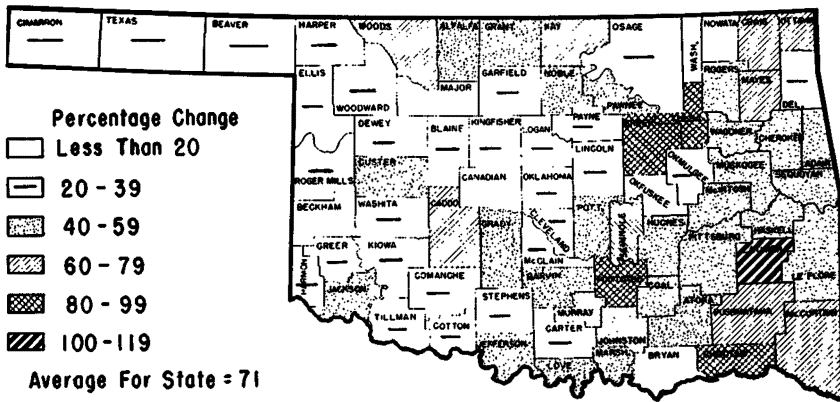 CIMARRON TEXAS BEAVER HARPER WOODS ALFALFA GRANT KAY OSAGE WASH. NOWATA CRAIG OTTAWA
ELLIS WOODWARD MAJOR GARFIELD NOBLE PAWNEE ROGERS MAYES DEL.
DEWEY BLAINE KINGFISHER LOGAN PAYNE WAGONER CHEROKEE ADAIR
ROGER MILLS CUSTER CANADIAN OKLAHOMA LINCOLN OKFUSKEE OKMULGEE MUSKOGEE McINTOSH SEQUOYAH
BECKHAM WASHITA CADDO GRADY CLEVELAND POTT. SEMINOLE HUGHES PITTSBURG HASKELL
GREER KIOWA McCLAIN LE FLORE
HARMON JACKSON COMANCHE GARVIN COAL
TILLMAN COTTON STEPHENS MURRAY ATOKA PUSHMATAHA McCURTAIN
JEFFERSON CARTER JOHNSTON
LOVE MARSH. BRYAN CHOCTAW
Percentage Change
Less Than 20
20 - 39
40 - 59
60 - 79
80 - 99
100 - 119
Average For State = 71